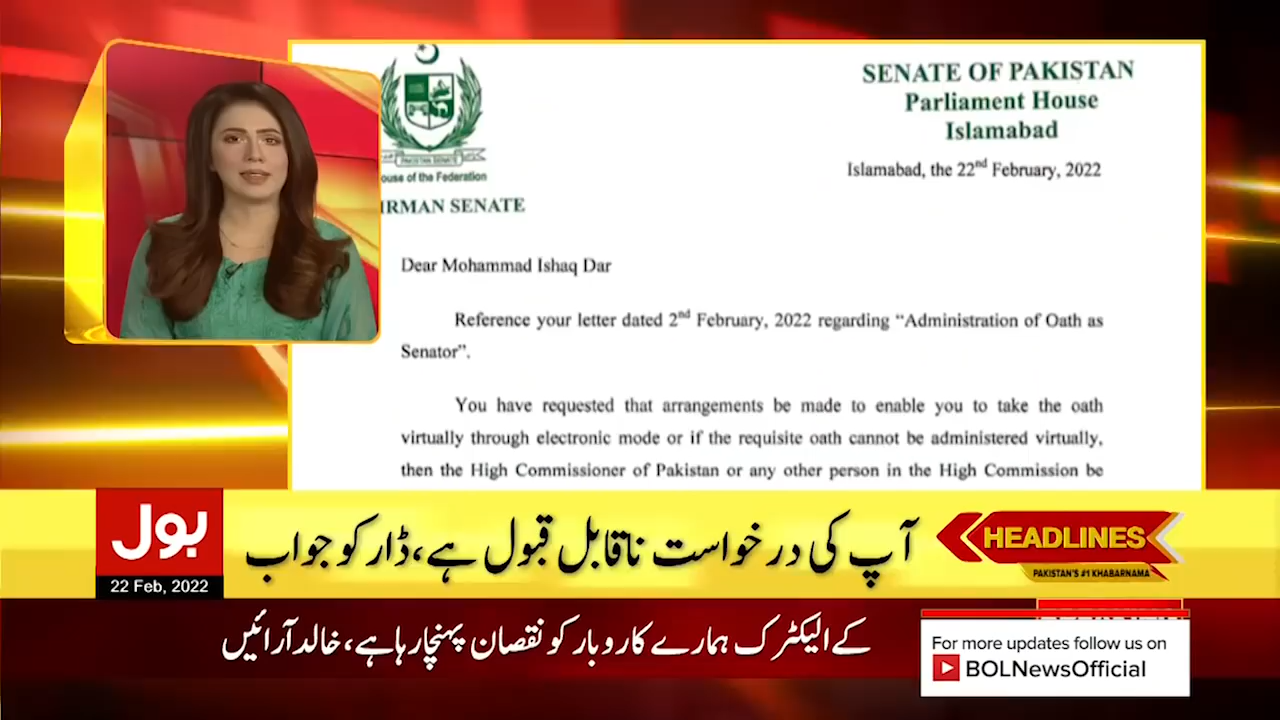 SENATE OF PAKISTAN
Parliament House
Islamabad
Islamabad, the 22nd February, 2022
PAKISTAN SENATE
ouse of the Federation
IRMAN SENATE
Dear Mohammad Ishaq Dar
Reference your letter dated 2nd February, 2022 regarding “Administration of Oath as
Senator”.
You have requested that arrangements be made to enable you to take the oath
virtually through electronic mode or if the requisite oath cannot be administered virtually,
then the High Commissioner of Pakistan or any other person in the High Commission be
بول
22 Feb, 2022
آپ کی درخواست ناقابل قبول ہے، ڈار کو جواب
HEADLINES
PAKISTAN'S #1 KHABARNAMA
کے الیکٹرک ہمارے کاروبار کو نقصان پہنچا رہا ہے، خالد آرائیں
For more updates follow us on
BOLNewsOfficial